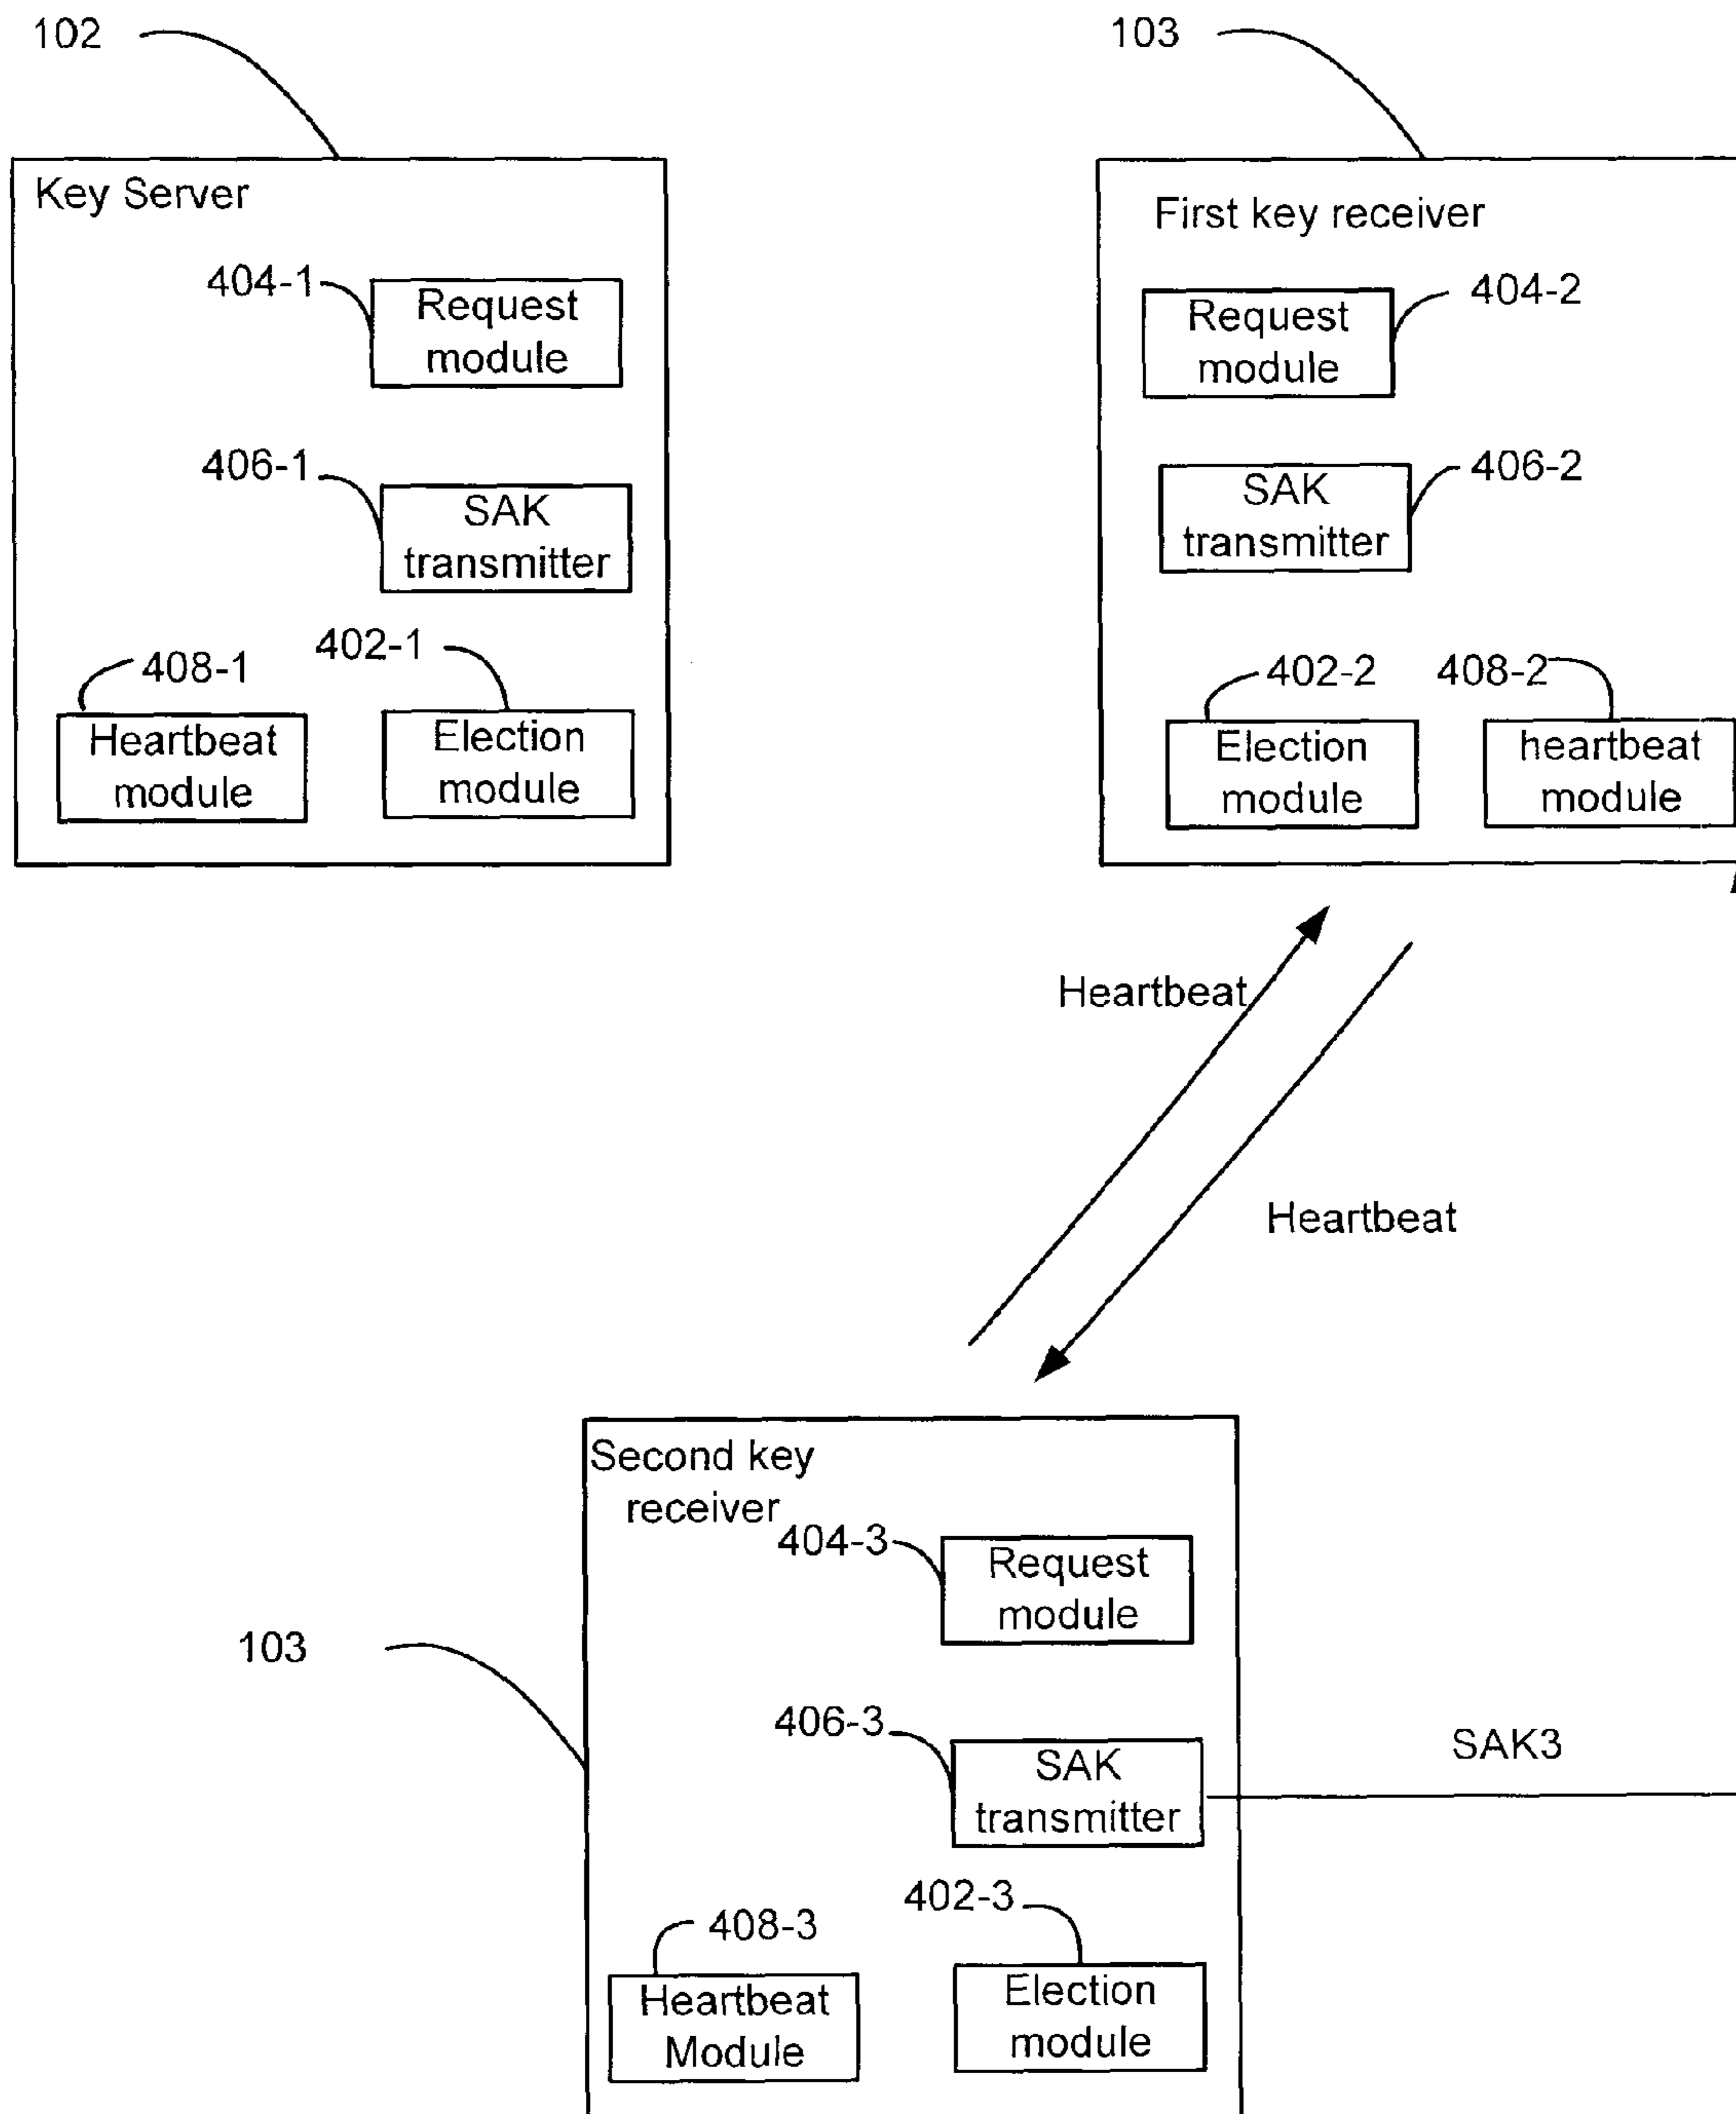 102
103
Key Server
First key receiver
404-1
Request
module
404-2
Request
module
406-1
SAK
transmitter
406-2
SAK
transmitter
408-1
402-1
402-2
408-2
Heartbeat
module
Election
module
Election
module
heartbeat
module
Heartbeat
Heartbeat
Second key
receiver
404-3
Request
module
103
406-3
SAK
transmitter
SAK3
402-3
408-3
Heartbeat
Module
Election
module